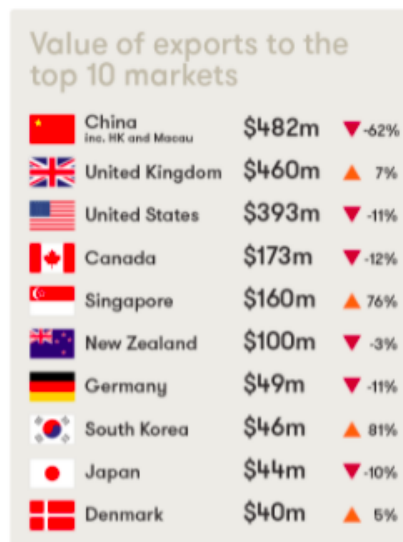 Value of exports to the
top 10 markets
China $482m ▼ -62%
inc. HK and Macau
United Kingdom $460m ▲ 7%
United States $393m ▼ -11%
Canada $173m ▼ -12%
Singapore $160m ▲ 76%
New Zealand $100m ▼ -3%
Germany $49m ▼ -11%
South Korea $46m ▲ 81%
Japan $44m ▼ -10%
Denmark $40m ▲ 5%